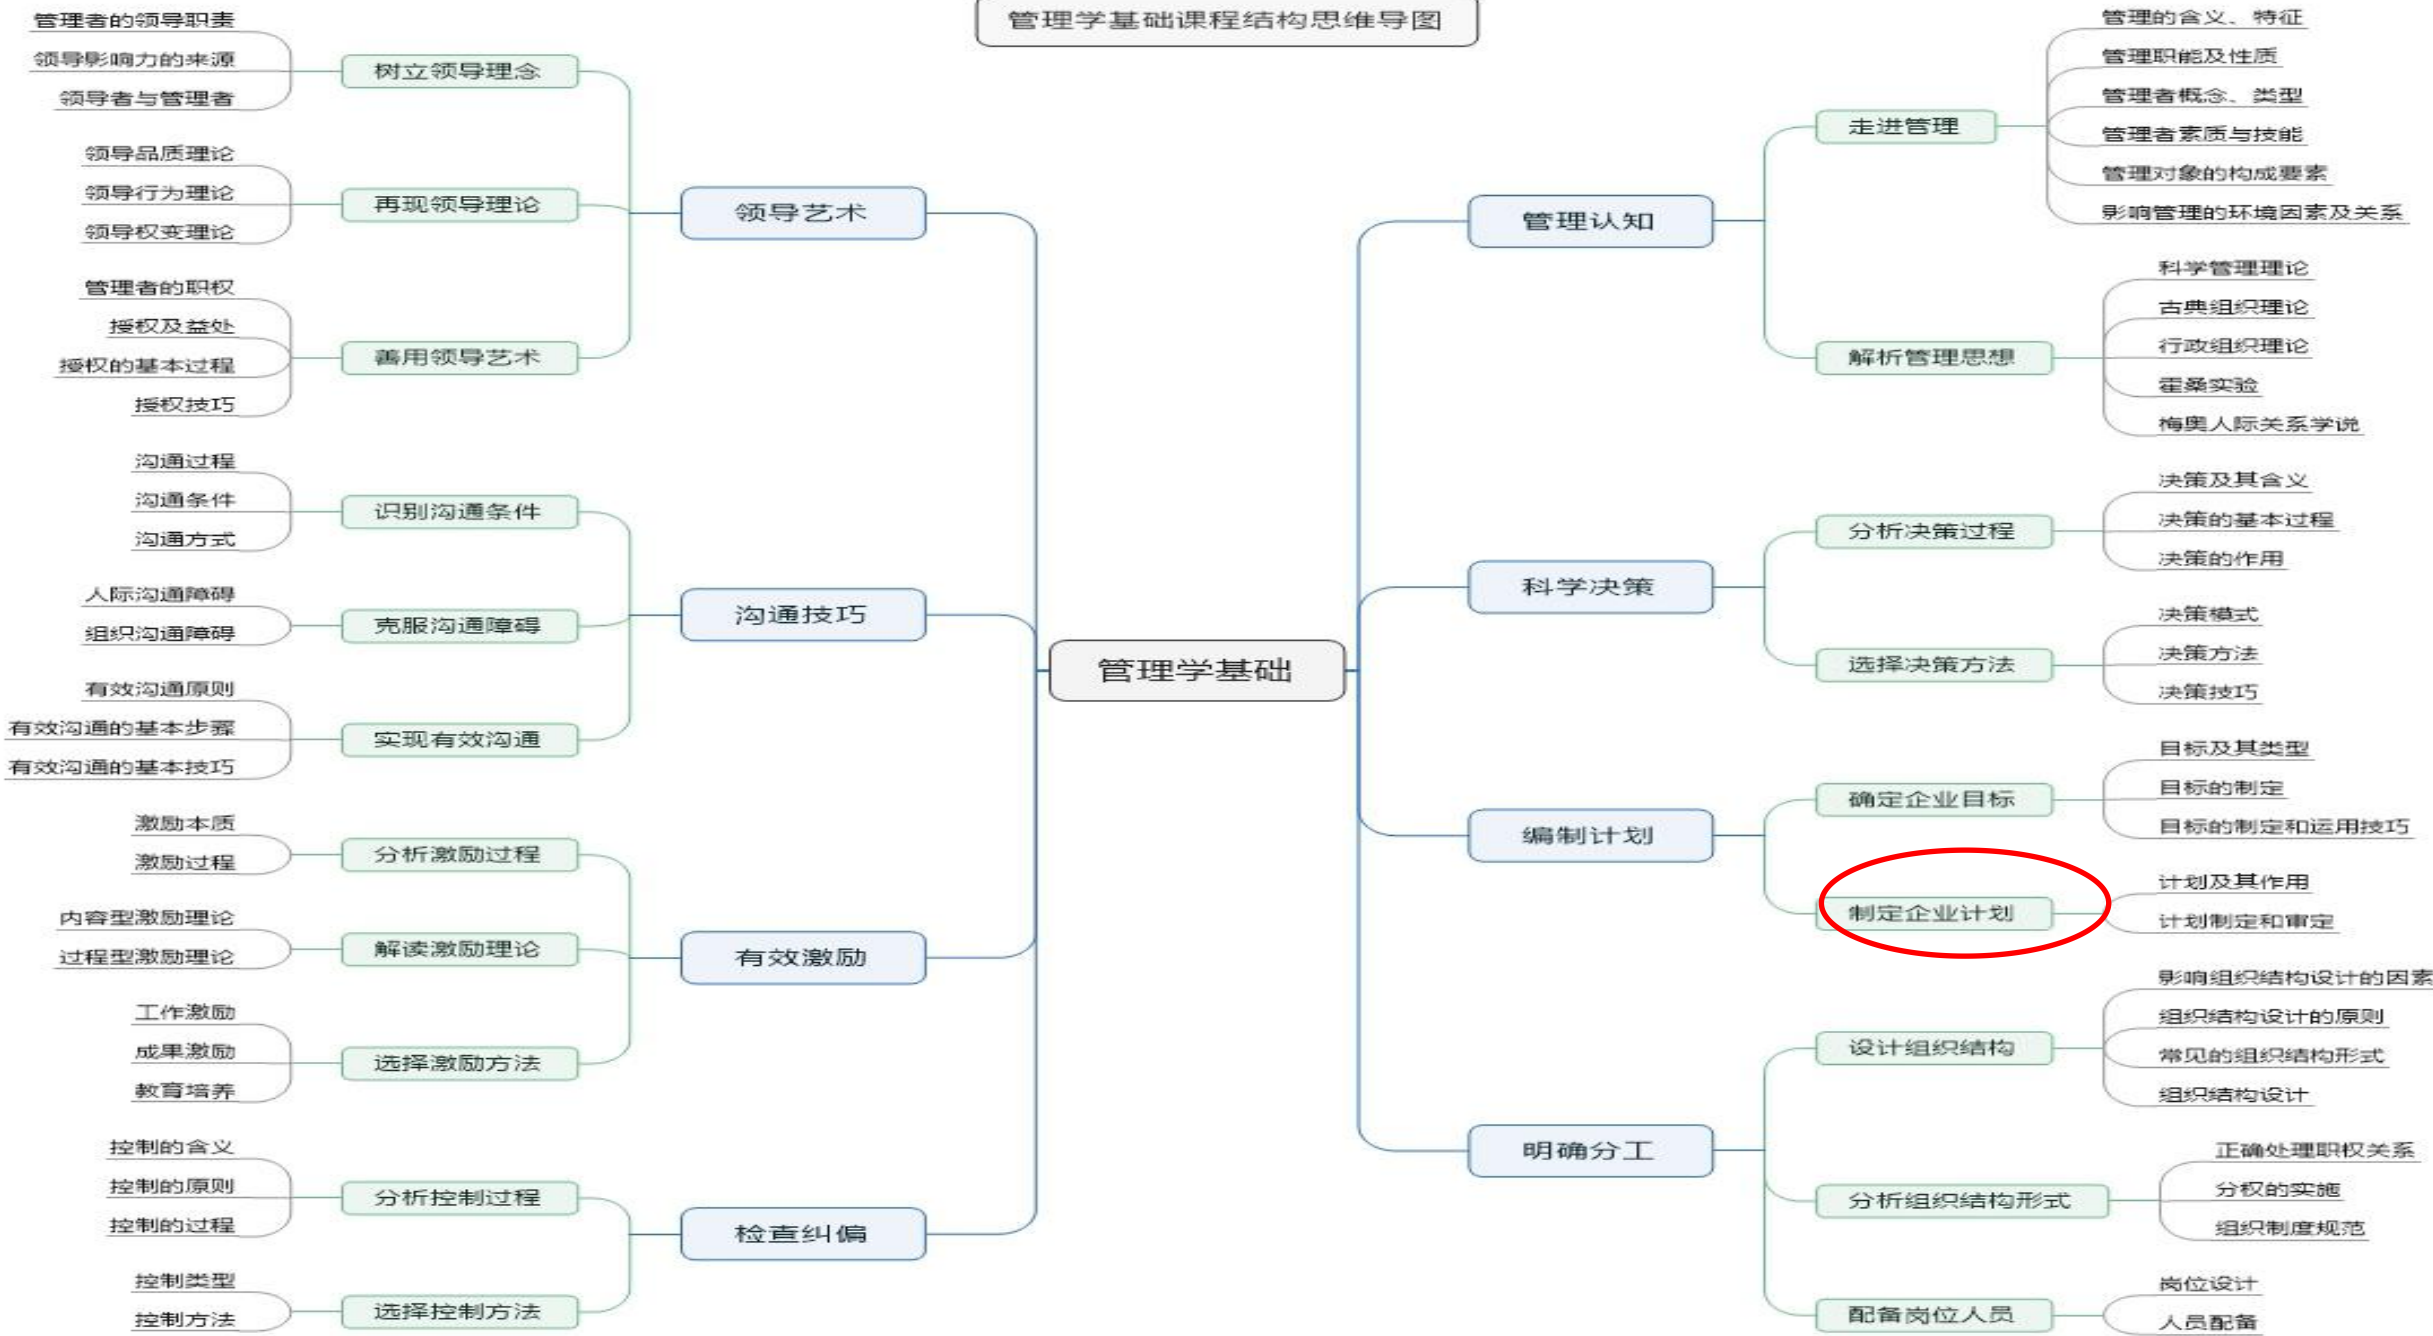 管理学基础课程结构思维导图
管理学基础
管理认知
走进管理
管理的含义、特征
管理职能及性质
管理者概念、类型
管理者素质与技能
管理对象的构成要素
影响管理的环境因素及关系
解析管理思想
科学管理理论
古典组织理论
行政组织理论
霍桑实验
梅奥人际关系学说
科学决策
分析决策过程
决策及其含义
决策的基本过程
决策的作用
选择决策方法
决策模式
决策方法
决策技巧
编制计划
确定企业目标
目标及其类型
目标的制定
目标的制定和运用技巧
制定企业计划
计划及其作用
计划制定和审定
明确分工
设计组织结构
影响组织结构设计的因素
组织结构设计的原则
常见的组织结构形式
组织结构设计
分析组织结构形式
正确处理职权关系
分权的实施
组织制度规范
配备岗位人员
岗位设计
人员配备
领导艺术
树立领导理念
管理者的领导职责
领导影响力的来源
领导者与管理者
再现领导理论
领导品质理论
领导行为理论
领导权变理论
善用领导艺术
管理者的职权
授权及益处
授权的基本过程
授权技巧
沟通技巧
识别沟通条件
沟通过程
沟通条件
沟通方式
克服沟通障碍
人际沟通障碍
组织沟通障碍
实现有效沟通
有效沟通原则
有效沟通的基本步骤
有效沟通的基本技巧
有效激励
分析激励过程
激励本质
激励过程
解读激励理论
内容型激励理论
过程型激励理论
选择激励方法
工作激励
成果激励
教育培养
检查纠偏
分析控制过程
控制的含义
控制的原则
控制的过程
选择控制方法
控制类型
控制方法